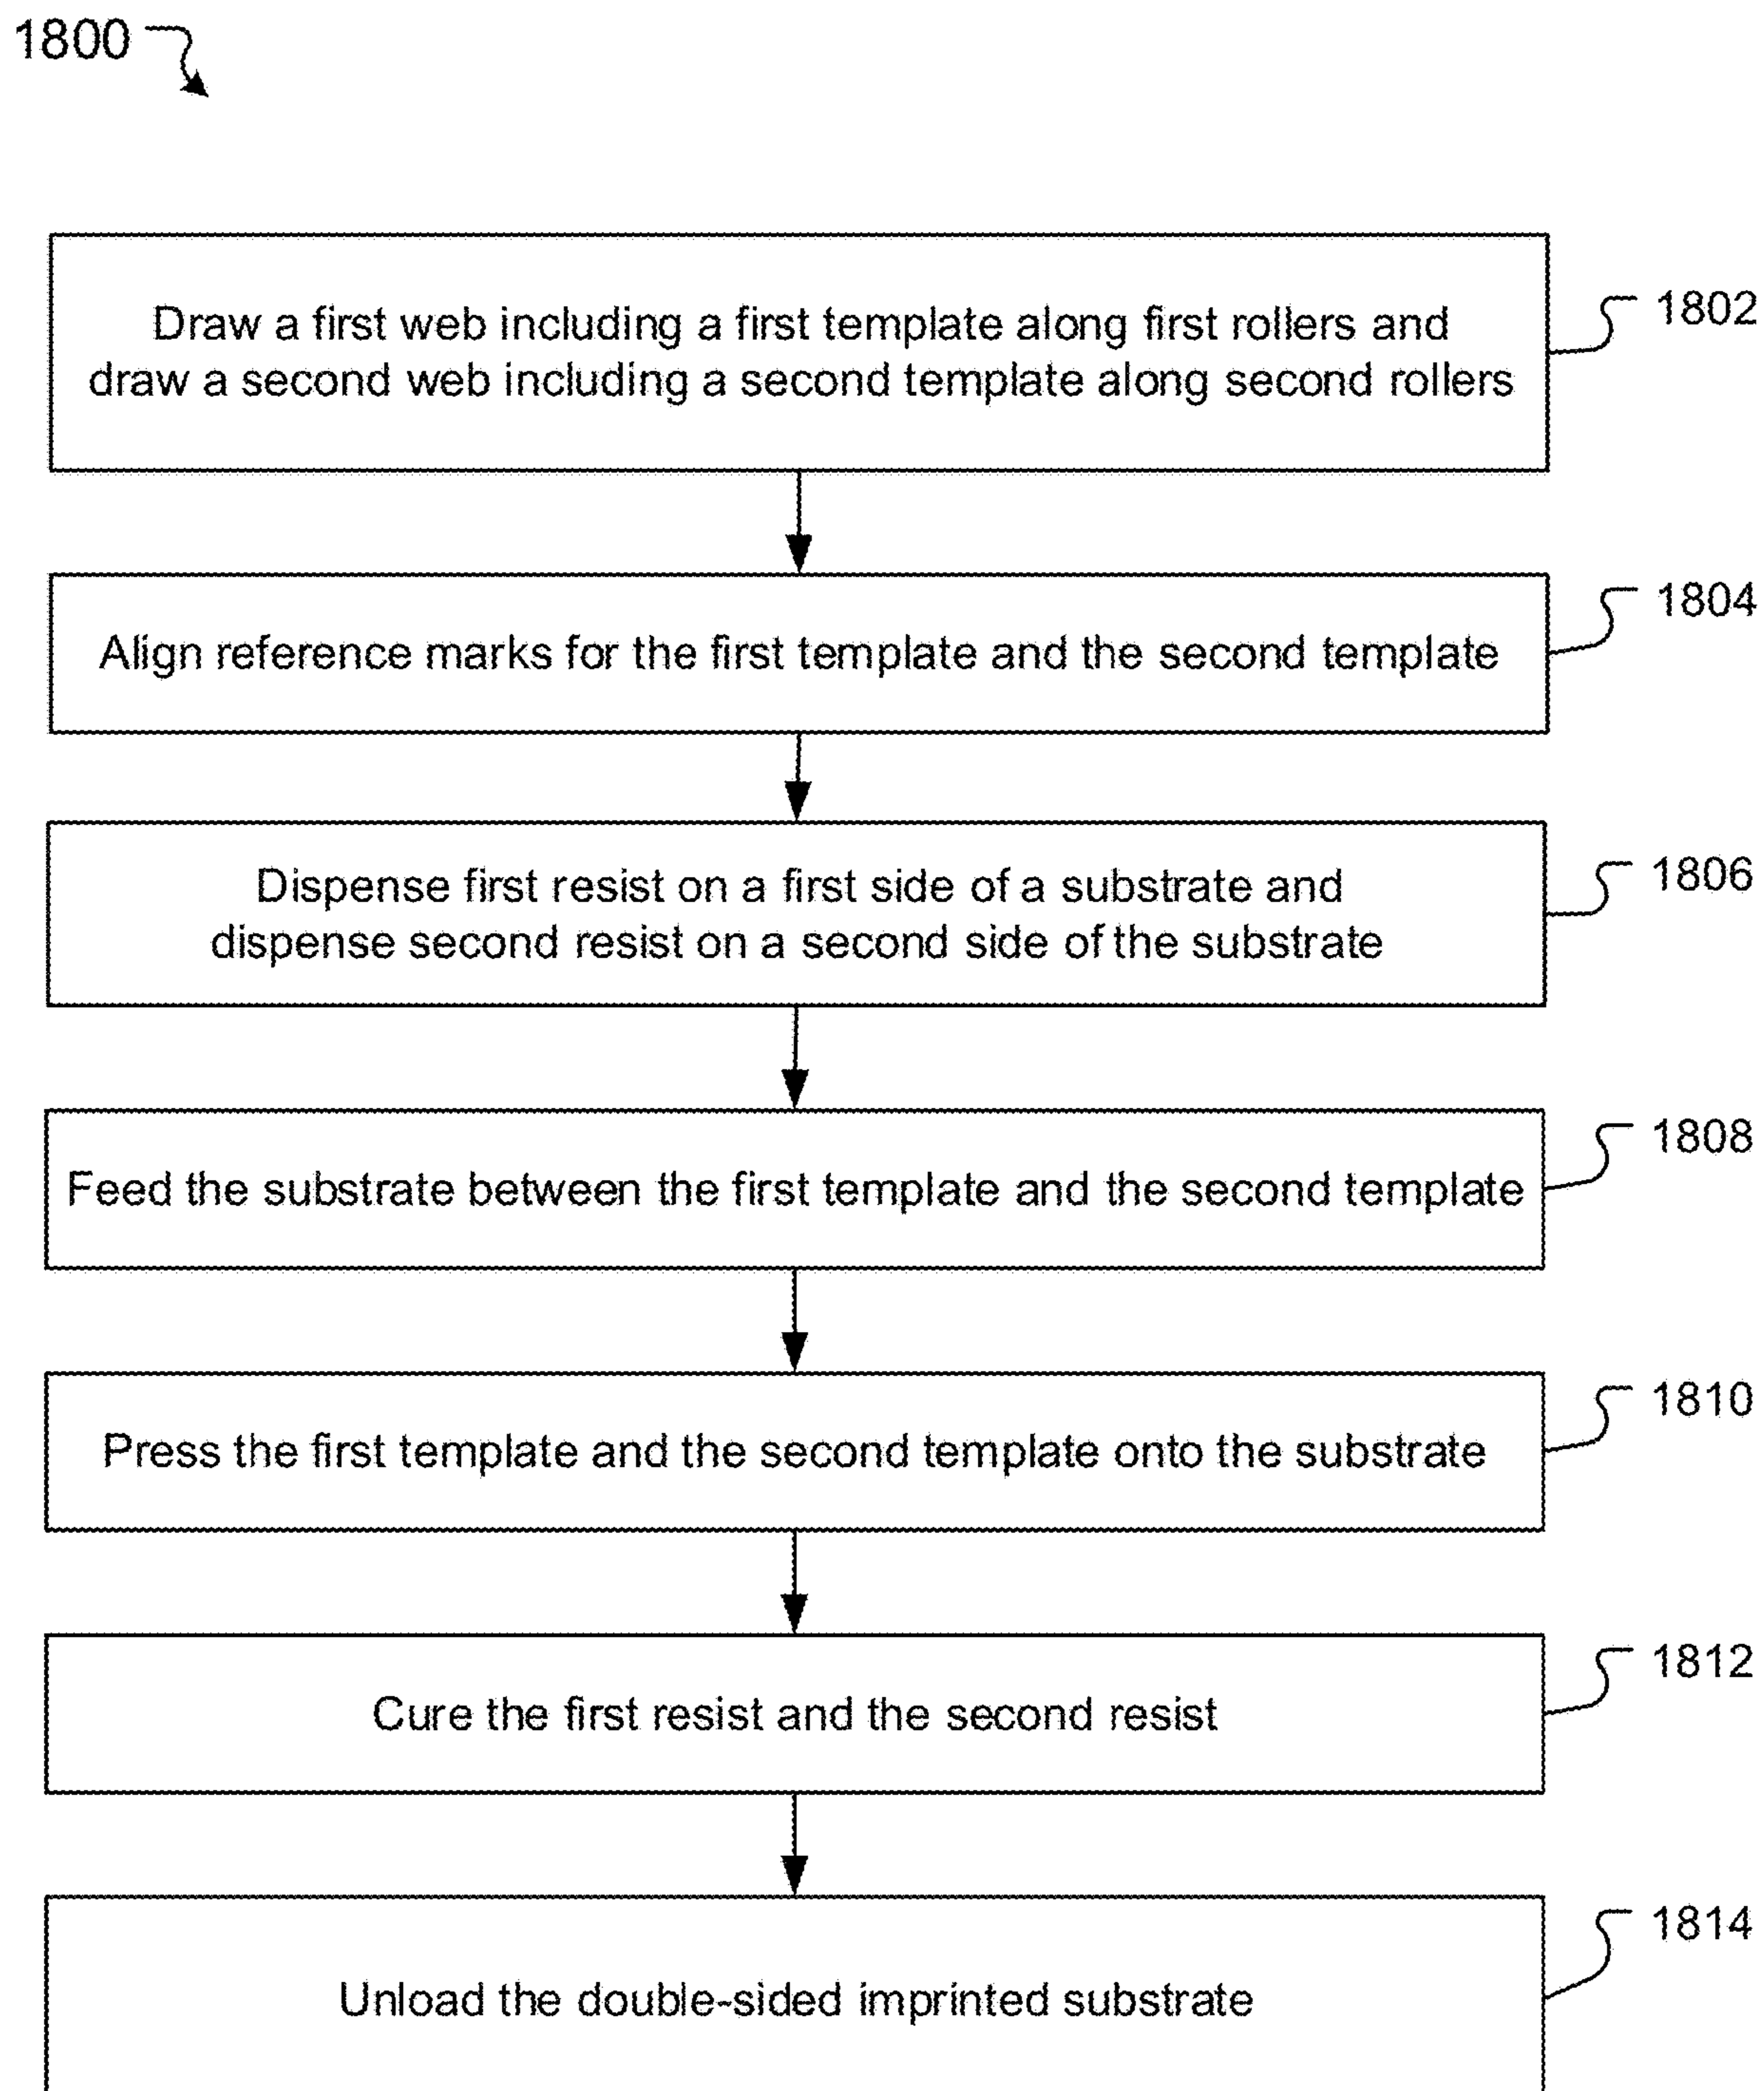 1800
Draw a first web including a first template along first rollers and
draw a second web including a second template along second rollers
1802
Align reference marks for the first template and the second template
1804
Dispense first resist on a first side of a substrate and
dispense second resist on a second side of the substrate
1806
Feed the substrate between the first template and the second template
1808
Press the first template and the second template onto the substrate
1810
Cure the first resist and the second resist
1812
Unload the double-sided imprinted substrate
1814